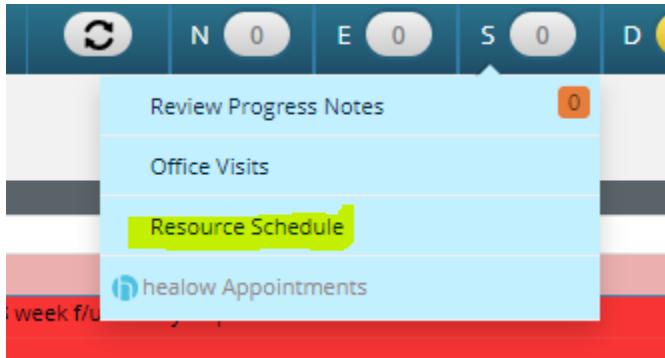 N 0 E 0 S 0 D
Review Progress Notes 0
Office Visits
Resource Schedule
healow Appointments
week f/u